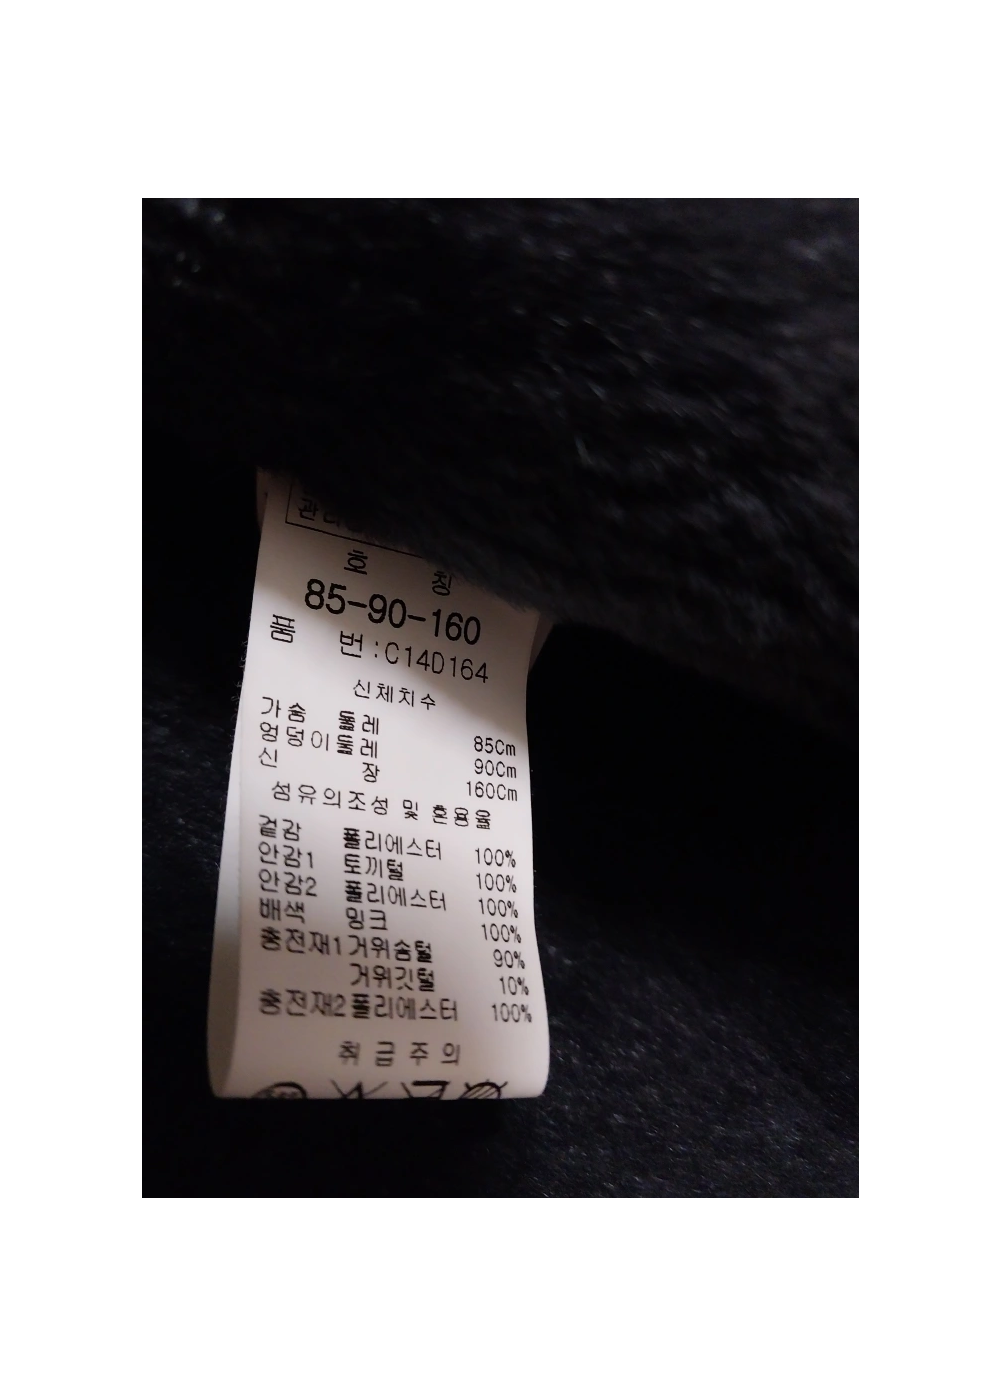 호 칭
85-90-160
품 번:C14D164
신체치수
가슴 둘레 85Cm
엉덩이둘레 90Cm
신 장 160Cm
섬유의조성 및 혼용율
겉감 폴리에스터 100%
안감1 토끼털 100%
안감2 폴리에스터 100%
배색 밍크 100%
충전재1 거위솜털 90%
거위깃털 10%
충전재2 폴리에스터 100%
취급주의